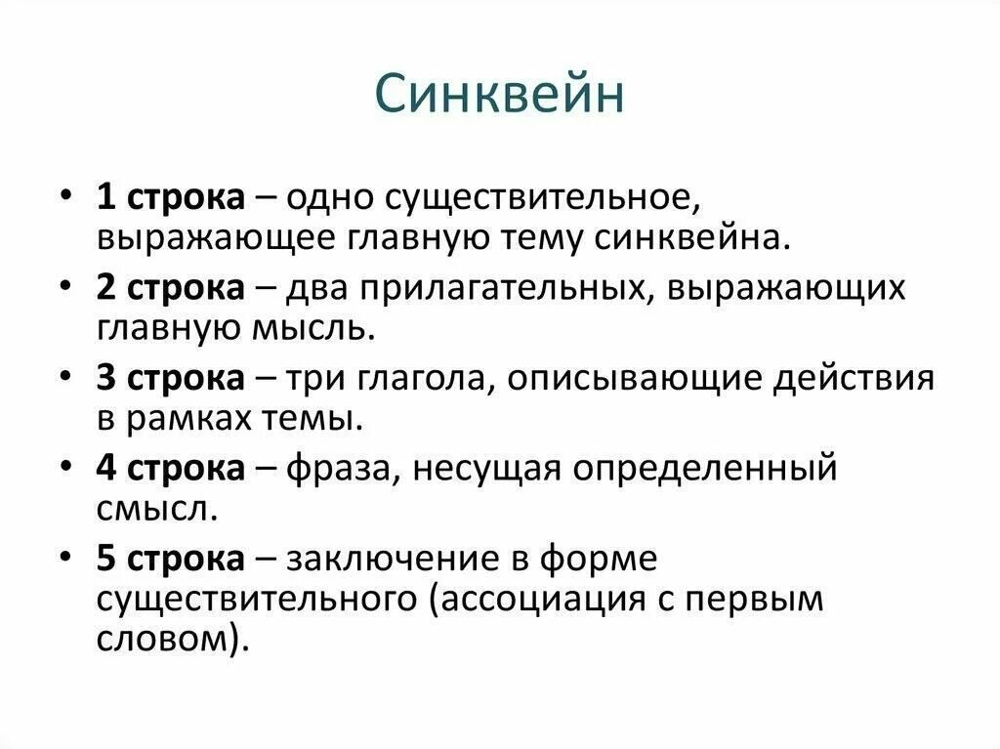 Синквейн
• 1 строка – одно существительное,
выражающее главную тему синквейна.
• 2 строка – два прилагательных, выражающих
главную мысль.
• 3 строка – три глагола, описывающие действия
в рамках темы.
• 4 строка – фраза, несущая определенный
смысл.
• 5 строка – заключение в форме
существительного (ассоциация с первым
словом).